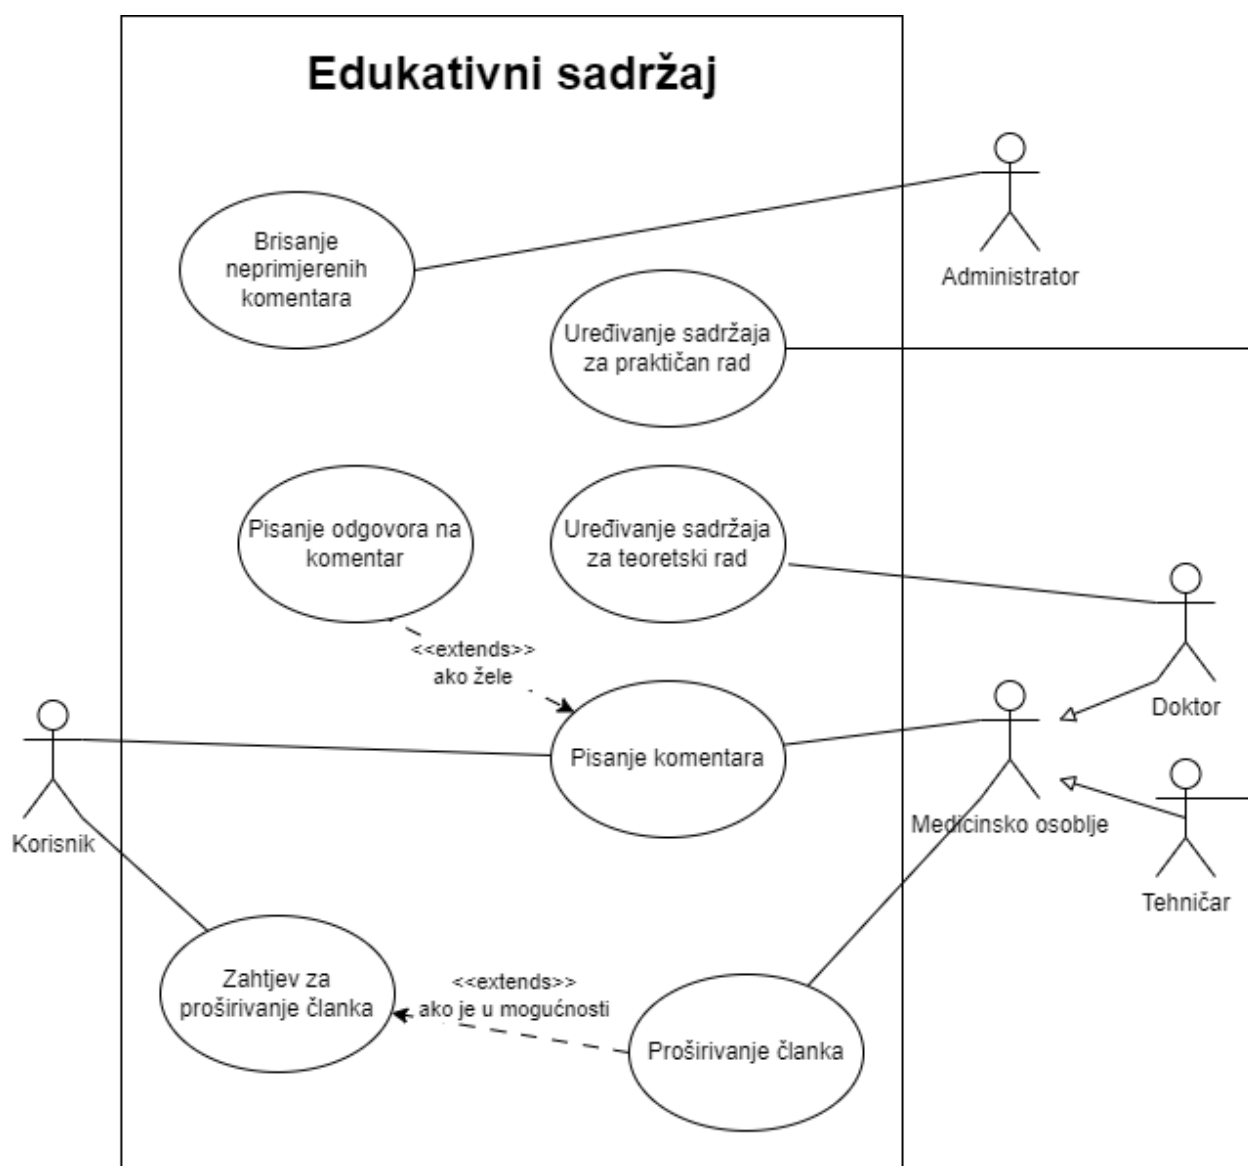 Edukativni sadržaj
Brisanje
neprimjerenih
komentara
Administrator
Uređivanje sadržaja
za praktičan rad
Pisanje odgovora na
komentar
Uređivanje sadržaja
za teoretski rad
<<extends>>
ako žele
Doktor
Pisanje komentara
Korisnik
Medicinsko osoblje
Tehničar
Zahtjev za
proširivanje članka
<<extends>>
ako je u mogućnosti
Proširivanje članka